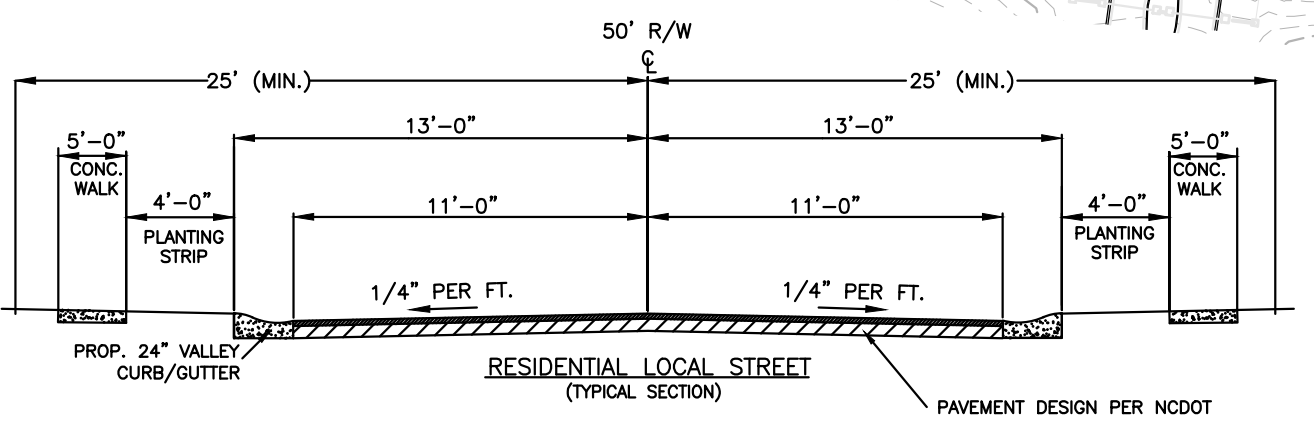 50' R/W
℄
25' (MIN.) 25' (MIN.)
13'-0" 13'-0"
5'-0" 5'-0"
CONC. CONC.
WALK WALK
4'-0" 11'-0" 11'-0" 4'-0"
PLANTING PLANTING
STRIP STRIP
1/4" PER FT. 1/4" PER FT.
PROP. 24" VALLEY
CURB/GUTTER
RESIDENTIAL LOCAL STREET
(TYPICAL SECTION)
PAVEMENT DESIGN PER NCDOT